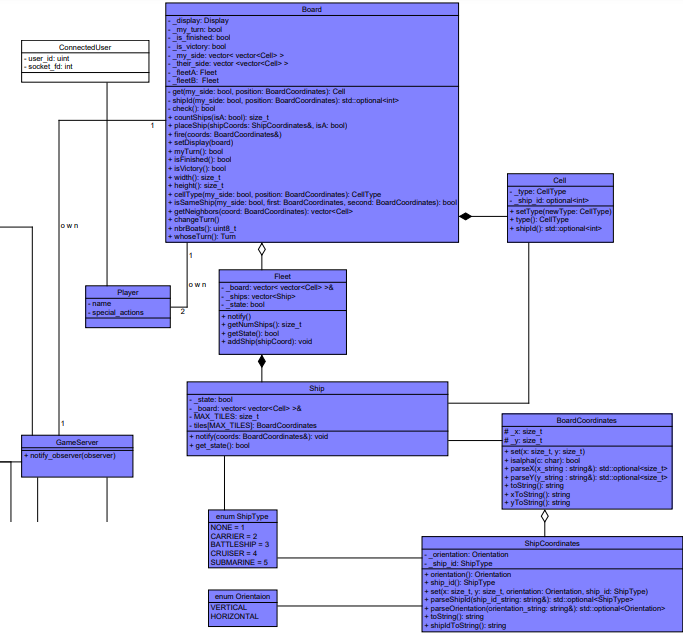 Board
- _display: Display
- _my_turn: bool
- _is_finished: bool
- _is_victory: bool
- _my_side: vector< vector<Cell> >
- _their_side: vector <vector<Cell> >
- _fleetA: Fleet
- _fleetB: Fleet
- get(my_side: bool, position: BoardCoordinates): Cell
- shipId(my_side: bool, position: BoardCoordinates): std::optional<int>
- check(): bool
+ countShips(isA: bool): size_t
+ placeShip(shipCoords: ShipCoordinates&, isA: bool)
+ fire(coords: BoardCoordinates&)
+ setDisplay(board)
+ myTurn(): bool
+ isFinished(): bool
+ isVictory(): bool
+ width(): size_t
+ height(): size_t
+ cellType(my_side: bool, position: BoardCoordinates): CellType
+ isSameShip(my_side: bool, first: BoardCoordinates, second: BoardCoordinates): bool
+ getNeighbors(coord: BoardCoordinates): vector<Cell>
+ changeTurn()
+ nbrBoats(): uint8_t
+ whoseTurn(): Turn
ConnectedUser
- user_id: uint
- socket_fd: int
1
own
Cell
- _type: CellType
- _ship_id: optional<int>
+ setType(newType: CellType)
+ type(): CellType
+ shipId(): std::optional<int>
1
own
2
Player
- name
- special_actions
Fleet
- _board: vector< vector<Cell> >&
- _ships: vector<Ship>
- _state: bool
+ notify()
+ getNumShips(): size_t
+ getState(): bool
+ addShip(shipCoord): void
Ship
- _state: bool
- _board: vector< vector<Cell> >&
- MAX_TILES: size_t
- tiles[MAX_TILES]: BoardCoordinates
+ notify(coords: BoardCoordinates&): void
+ get_state(): bool
1
GameServer
+ notify_observer(observer)
BoardCoordinates
# _x: size_t
# _y: size_t
+ set(x: size_t, y: size_t)
+ isalpha(c: char): bool
+ parseX(x_string : string&): std::optional<size_t>
+ parseY(y_string : string&): std::optional<size_t>
+ toString(): string
+ xToString(): string
+ yToString(): string
enum ShipType
NONE = 1
CARRIER = 2
BATTLESHIP = 3
CRUISER = 4
SUBMARINE = 5
ShipCoordinates
- _orientation: Orientation
- _ship_id: ShipType
+ orientation(): Orientation
+ ship_id(): ShipType
+ set(x: size_t, y: size_t, orientation: Orientation, ship_id: ShipType)
+ parseShipId(ship_id_string: string&): std::optional<ShipType>
+ parseOrientation(orientation_string: string&): std::optional<Orientation>
+ toString(): string
+ shipIdToString(): string
enum Orientaion
VERTICAL
HORIZONTAL